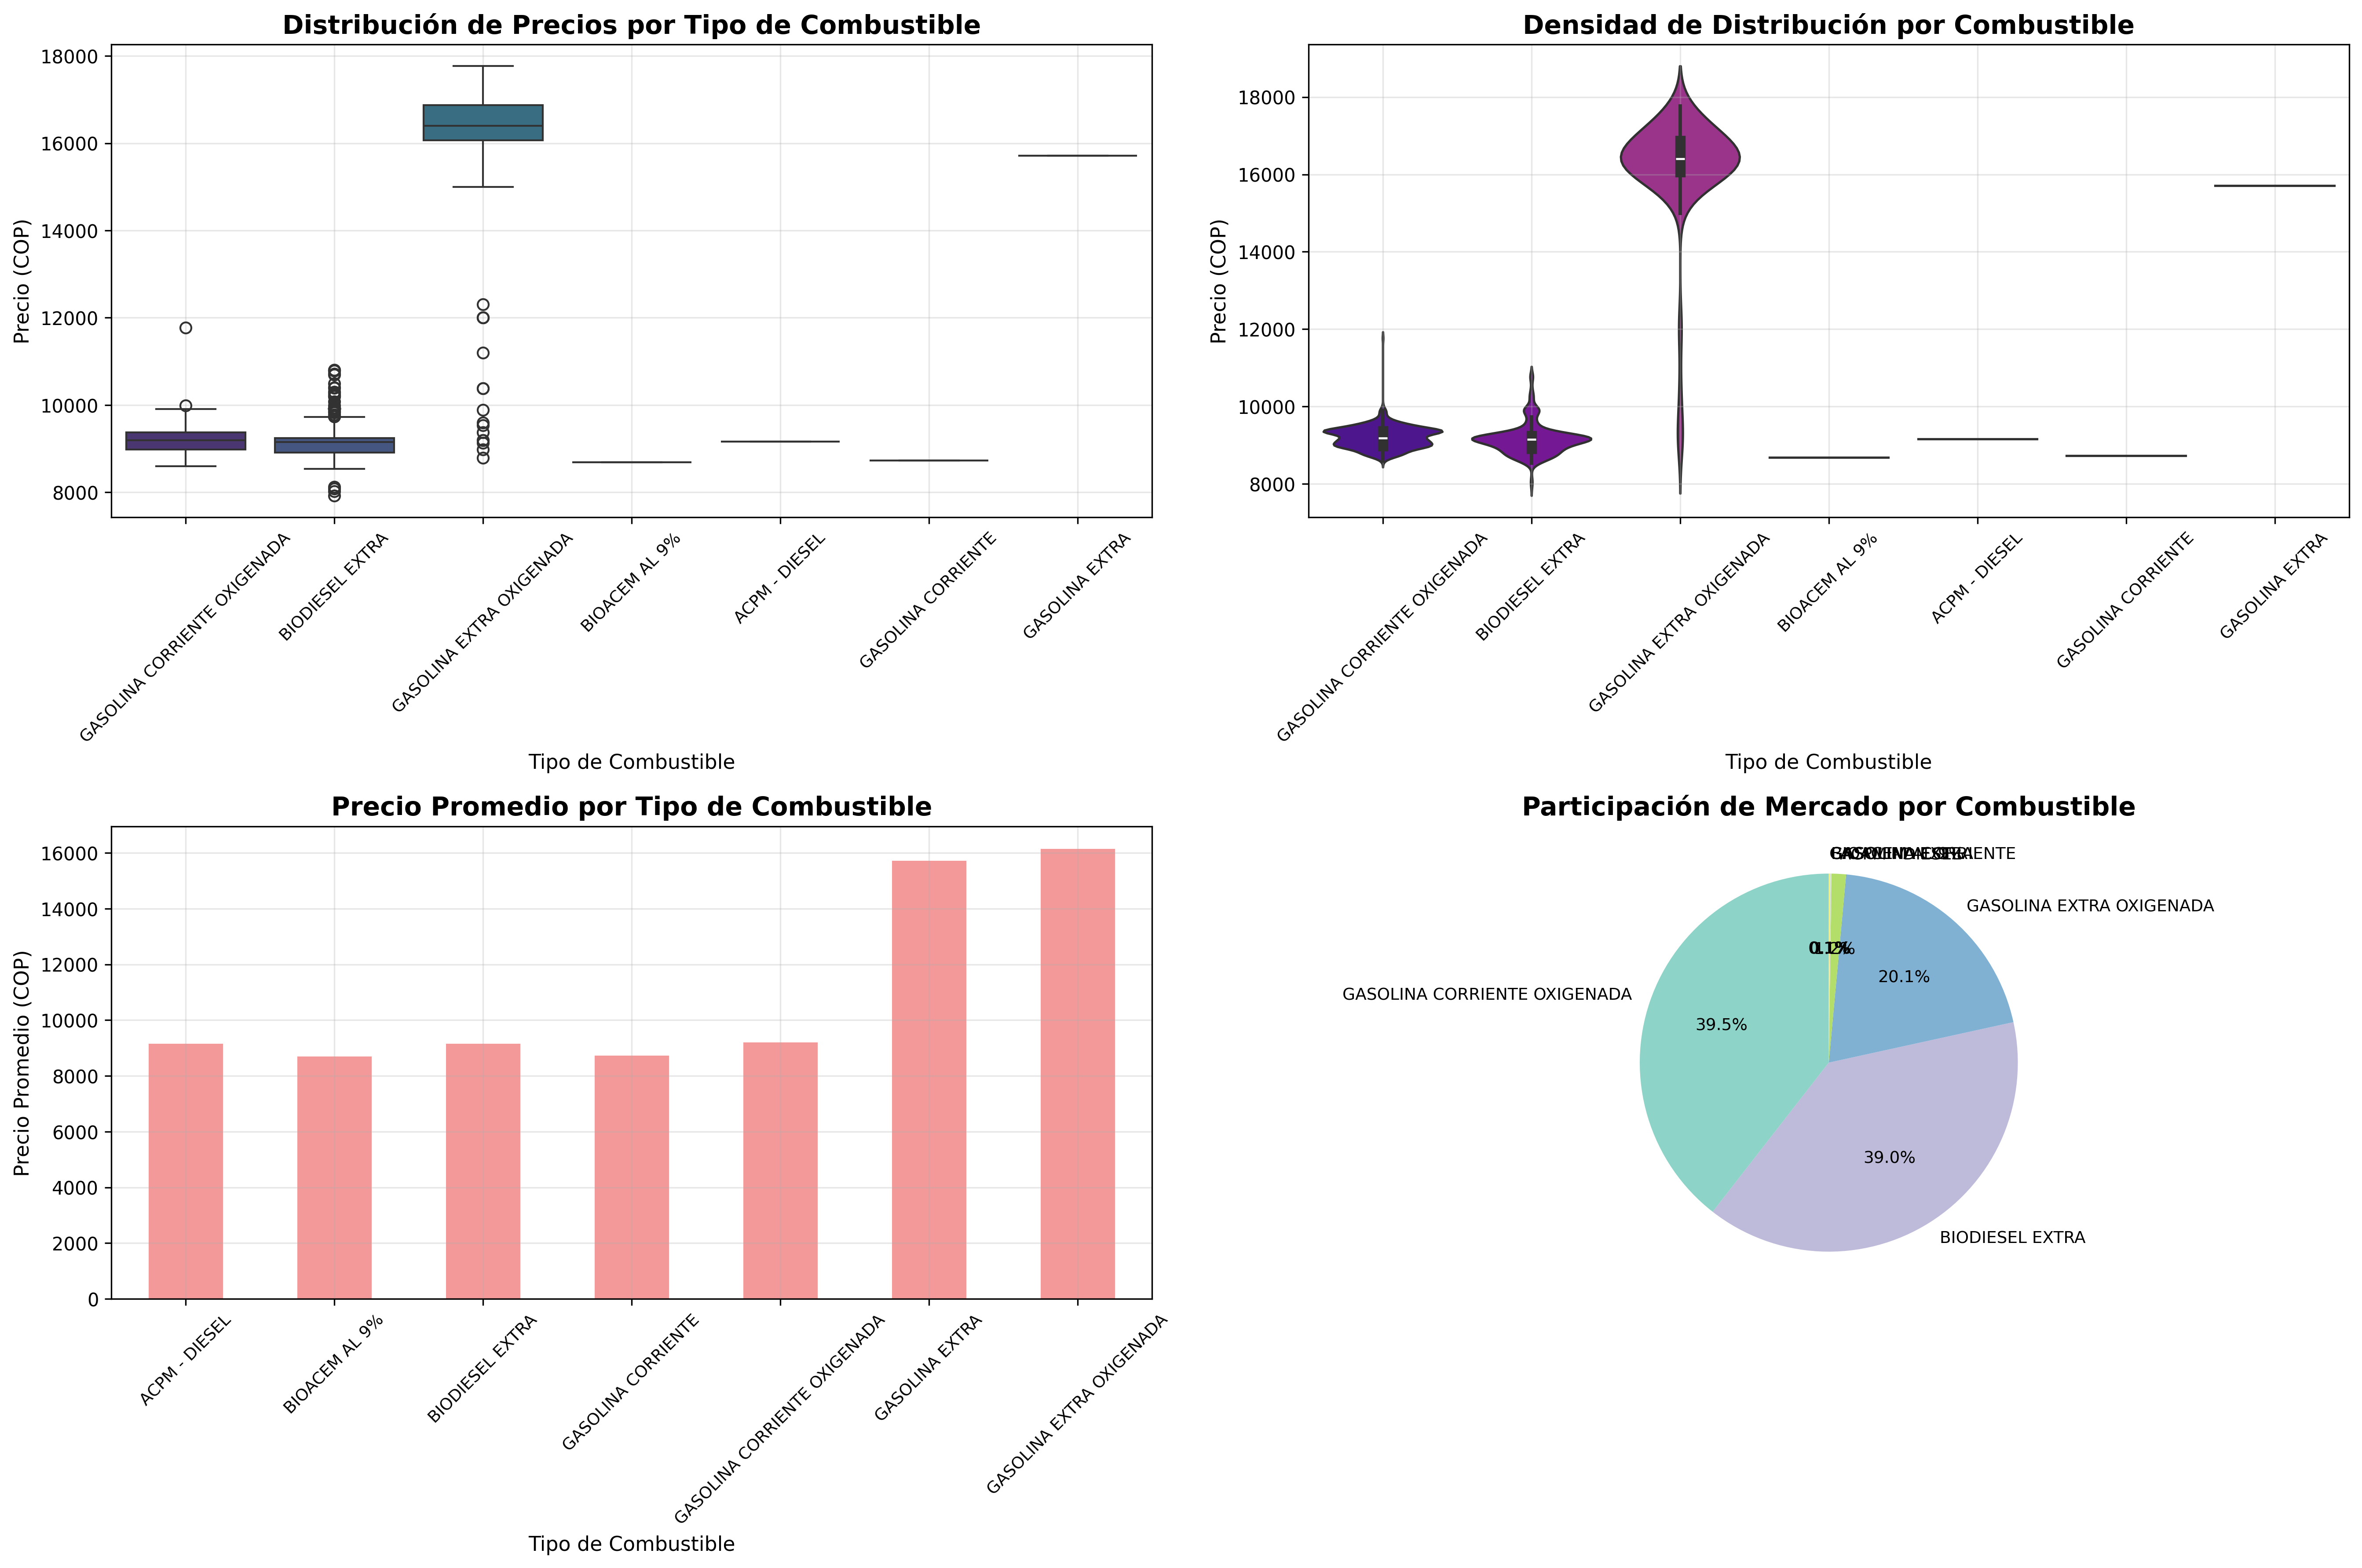 Distribución de Precios por Tipo de Combustible
Precio (COP)
18000
16000
14000
12000
10000
8000
GASOLINA CORRIENTE OXIGENADA
BIODIESEL EXTRA
GASOLINA EXTRA OXIGENADA
BIOACEM AL 9%
ACPM - DIESEL
GASOLINA CORRIENTE
GASOLINA EXTRA
Tipo de Combustible
Densidad de Distribución por Combustible
Precio (COP)
18000
16000
14000
12000
10000
8000
GASOLINA CORRIENTE OXIGENADA
BIODIESEL EXTRA
GASOLINA EXTRA OXIGENADA
BIOACEM AL 9%
ACPM - DIESEL
GASOLINA CORRIENTE
GASOLINA EXTRA
Tipo de Combustible
Precio Promedio por Tipo de Combustible
Precio Promedio (COP)
16000
14000
12000
10000
8000
6000
4000
2000
0
ACPM - DIESEL
BIOACEM AL 9%
BIODIESEL EXTRA
GASOLINA CORRIENTE
GASOLINA CORRIENTE OXIGENADA
GASOLINA EXTRA
GASOLINA EXTRA OXIGENADA
Tipo de Combustible
Participación de Mercado por Combustible
GASOLINA EXTRA OXIGENADA
20.1%
GASOLINA CORRIENTE OXIGENADA
39.5%
39.0%
BIODIESEL EXTRA